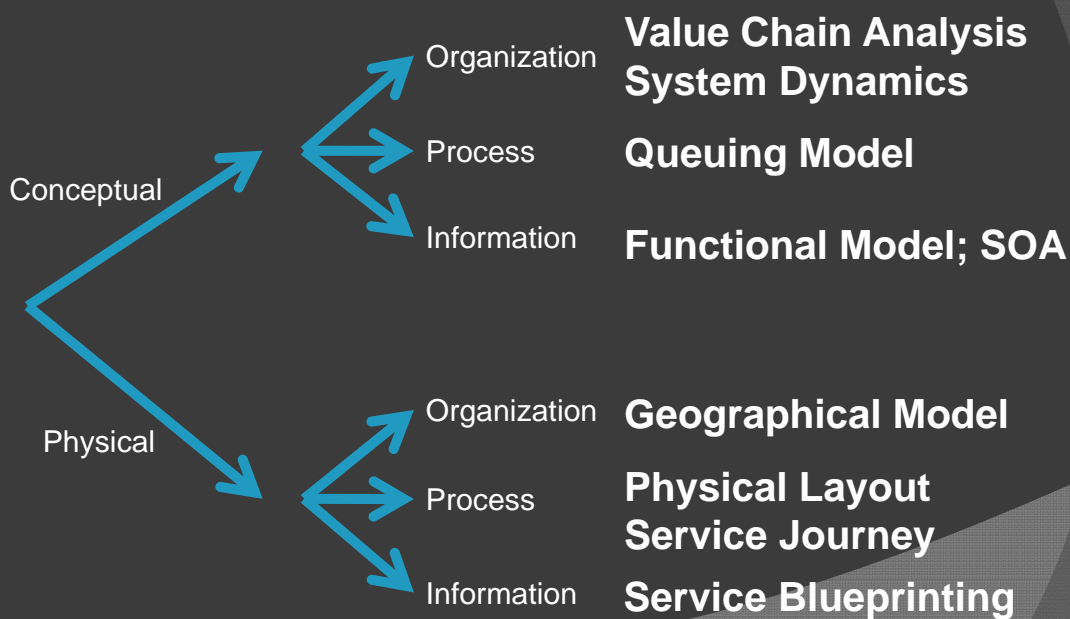 Organization
Value Chain Analysis
System Dynamics
Process
Queuing Model
Conceptual
Information
Functional Model; SOA
Organization
Geographical Model
Physical
Process
Physical Layout
Service Journey
Information
Service Blueprinting